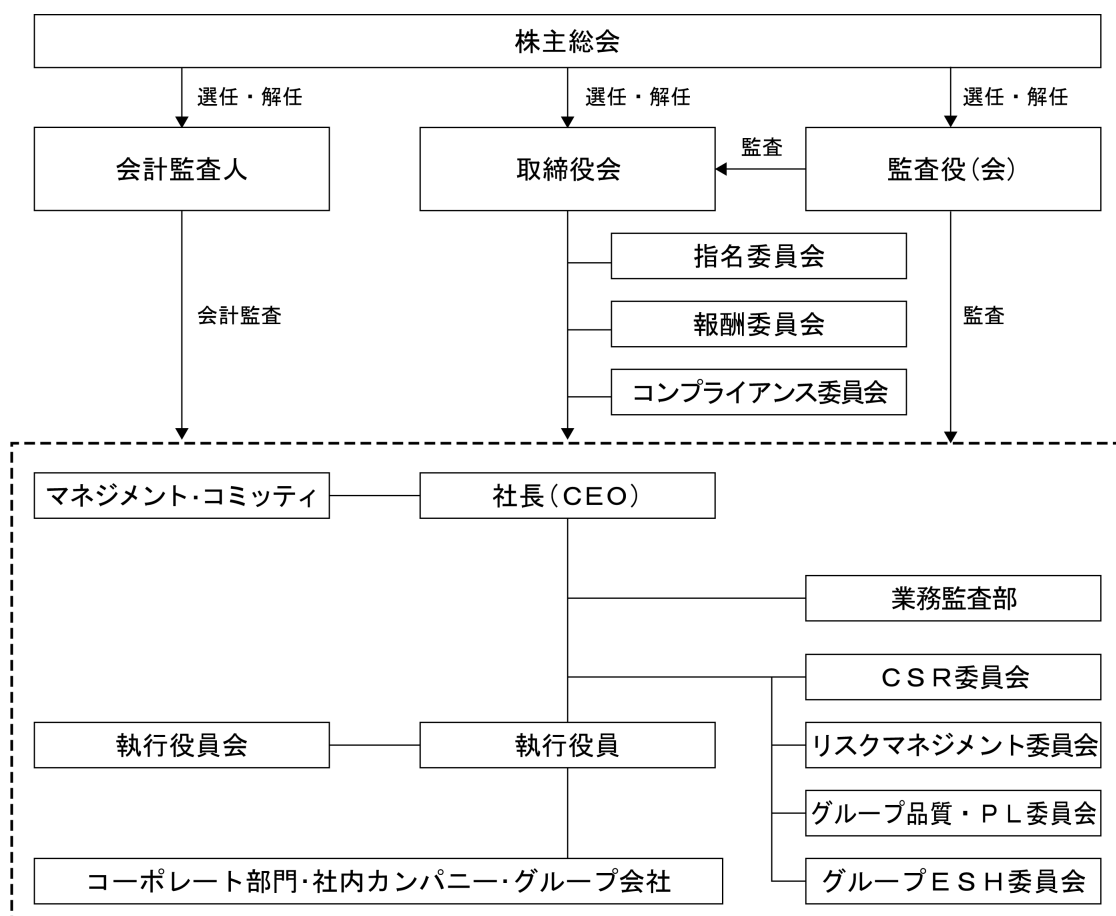 株主総会
選任・解任
選任・解任
選任・解任
会計監査人
取締役会
監査
監査役（会）
指名委員会
会計監査
報酬委員会
監査
コンプライアンス委員会
マネジメント･コミッティ
社長（ＣＥＯ）
業務監査部
ＣＳＲ委員会
執行役員会
執行役員
リスクマネジメント委員会
グループ品質・ＰＬ委員会
コーポレート部門･社内カンパニー･グループ会社
グループＥＳＨ委員会